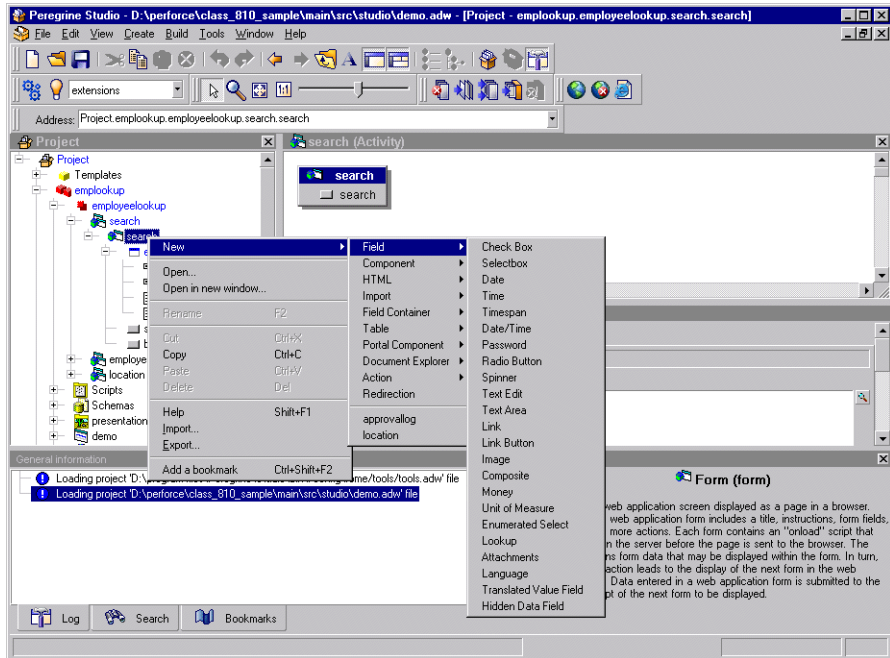 Peregrine Studio - D:\perforce\class_810_sample\main\src\studio\demo.adw - [Project - emplookup.employeelookup.search.search]
File Edit View Create Build Tools Window Help
extensions
1:1
Address: Project.emplookup.employeelookup.search.search
Project
search (Activity)
Project
Templates
emplookup
employeelookup
search
search
employe
location
Scripts
Schemas
presentation
demo
search
search
New
Open...
Open in new window...
Rename F2
Cut Ctrl+X
Copy Ctrl+C
Paste Ctrl+V
Delete Del
Help Shift+F1
Import...
Export...
Add a bookmark Ctrl+Shift+F2
Field
Component
HTML
Import
Field Container
Table
Portal Component
Document Explorer
Action
Redirection
approvallog
location
Check Box
Selectbox
Date
Time
Timespan
Date/Time
Password
Radio Button
Spinner
Text Edit
Text Area
Link
Link Button
Image
Composite
Money
Unit of Measure
Enumerated Select
Lookup
Attachments
Language
Translated Value Field
Hidden Data Field
General information
Loading project 'D:\
ome/tools/tools.adw' file
Loading project 'D:\perforce\class_810_sample\main\src\studio\demo.adw' file
Form (form)
web application screen displayed as a page in a browser.
web application form includes a title, instructions, form fields,
more actions. Each form contains an "onload" script that
n the server before the page is sent to the browser. The
ns form data that may be displayed within the form. In turn,
action leads to the display of the next form in the web
Data entered in a web application form is submitted to the
pt of the next form to be displayed.
Log Search Bookmarks